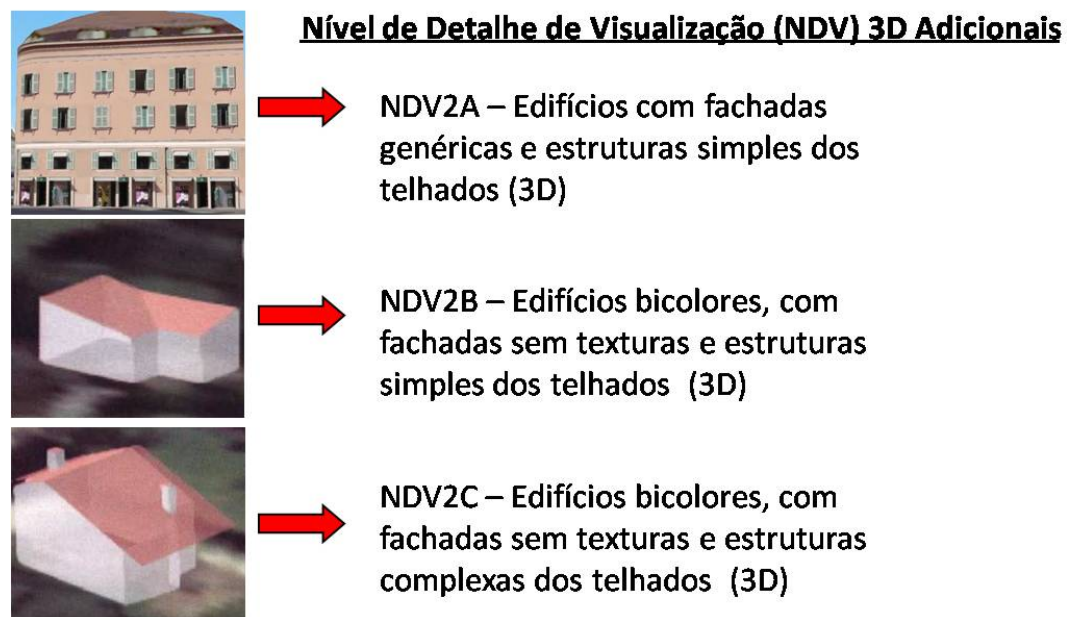 Nível de Detalhe de Visualização (NDV) 3D Adicionais
NDV2A – Edifícios com fachadas
genéricas e estruturas simples dos
telhados (3D)
NDV2B – Edifícios bicolores, com
fachadas sem texturas e estruturas
simples dos telhados (3D)
NDV2C – Edifícios bicolores, com
fachadas sem texturas e estruturas
complexas dos telhados (3D)